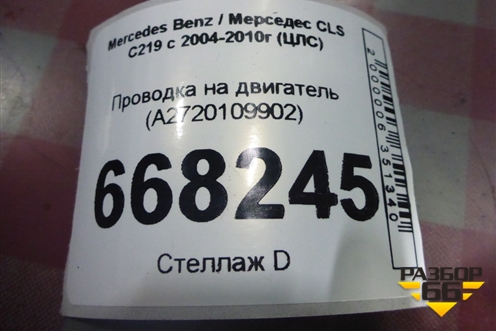 Mercedes Benz / Мерседес CLS
C219 с 2004-2010г (ЦЛС)
Проводка на двигатель
(A2720109902)
668245
Стеллаж D
2000006351340
РАЗБОР
66